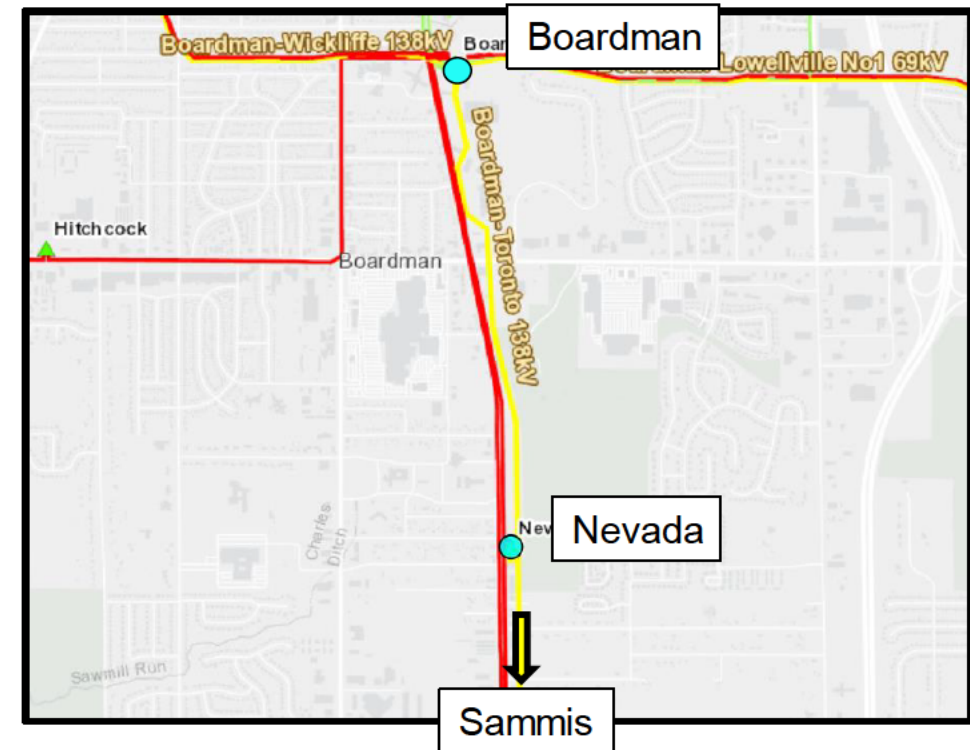 Boardman
Boardman-Wickliffe 138kV
Lowellville No1 69kV
Boardman-Toronto 138kV
Hitchcock
Boardman
Charles
Ditch
Nevada
Sawmill Run
Sammis